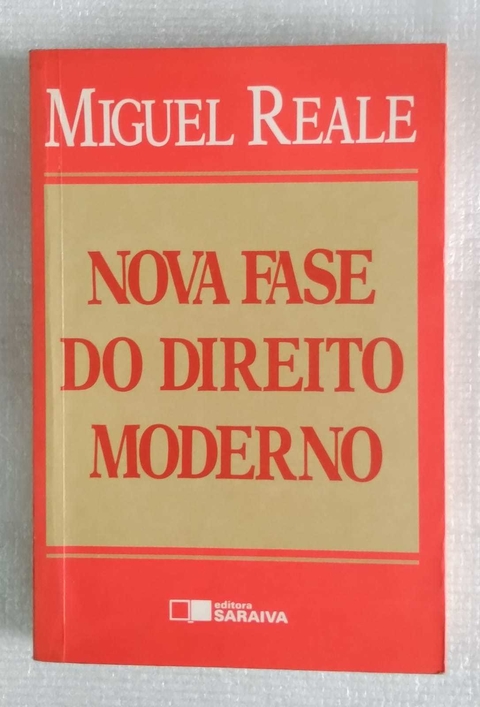 MIGUEL REALE
NOVA FASE
DO DIREITO
MODERNO
editora
SARAIVA